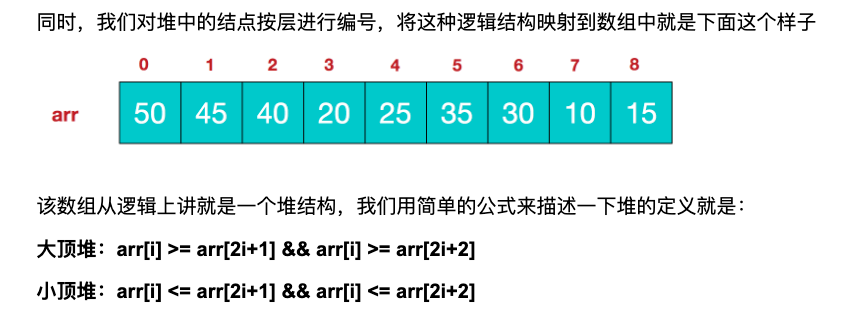 同时，我们对堆中的结点按层进行编号，将这种逻辑结构映射到数组中就是下面这个样子
0 1 2 3 4 5 6 7 8
arr 50 45 40 20 25 35 30 10 15
该数组从逻辑上讲就是一个堆结构，我们用简单的公式来描述一下堆的定义就是：
大顶堆：arr[i] >= arr[2i+1] && arr[i] >= arr[2i+2]
小顶堆：arr[i] <= arr[2i+1] && arr[i] <= arr[2i+2]